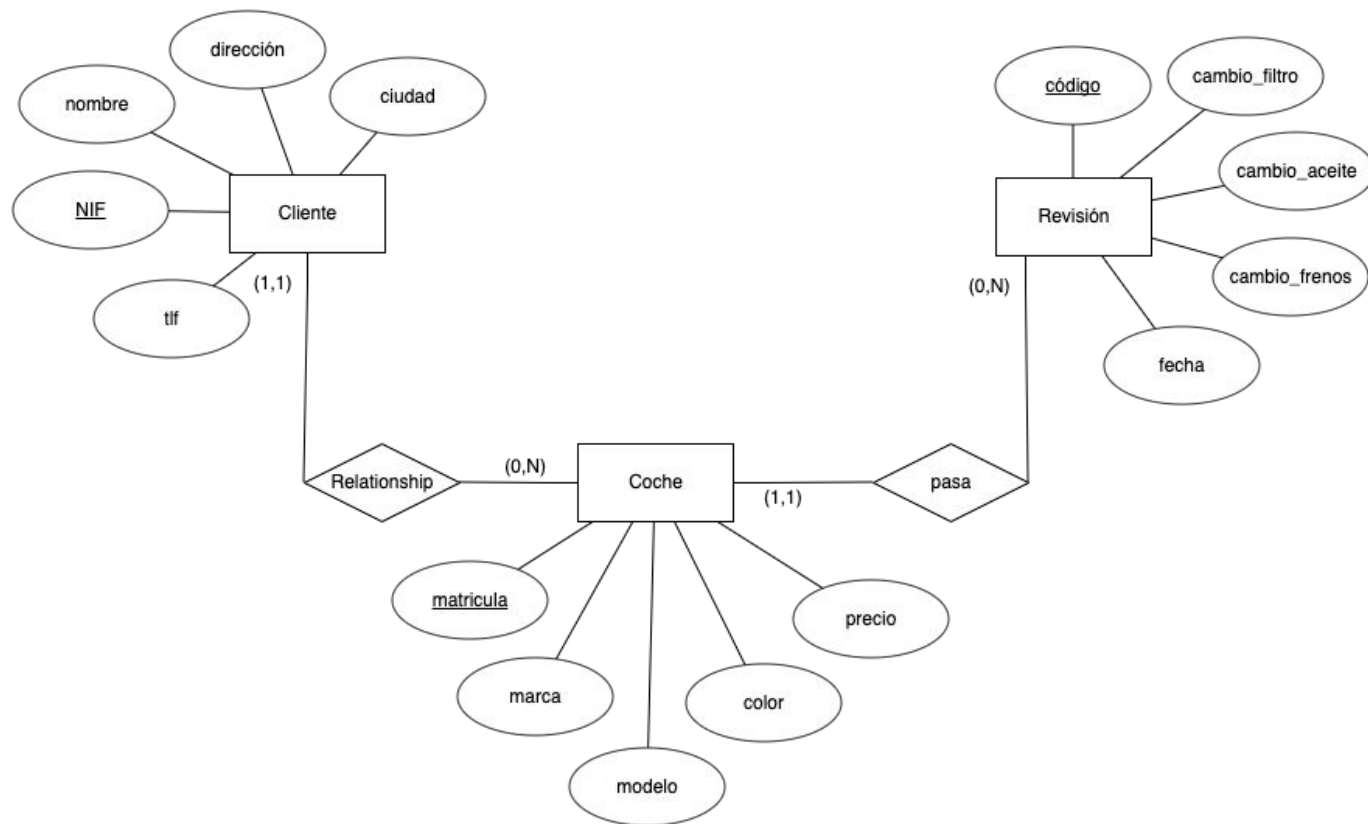 dirección
nombre
ciudad
NIF
Cliente
(1,1)
tlf
código
cambio_filtro
cambio_aceite
Revisión
cambio_frenos
(0,N)
fecha
Relationship
(0,N)
Coche
(1,1)
pasa
matricula
precio
marca
color
modelo